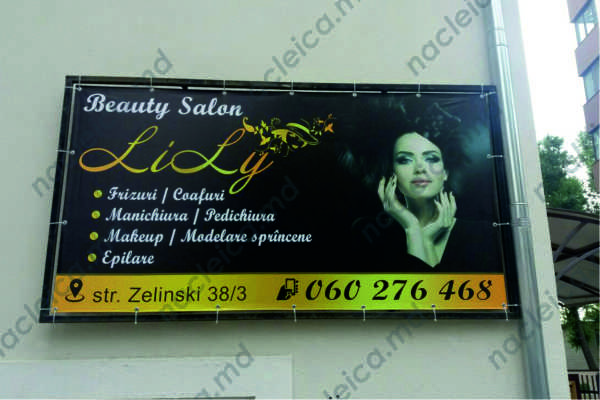 Beauty Salon
LiLy
Frizuri / Coafuri
Manichiura / Pedichiura
Makeup / Modelare sprîncene
Epilare
str. Zelinski 38/3
060 276 468
nacleica.md